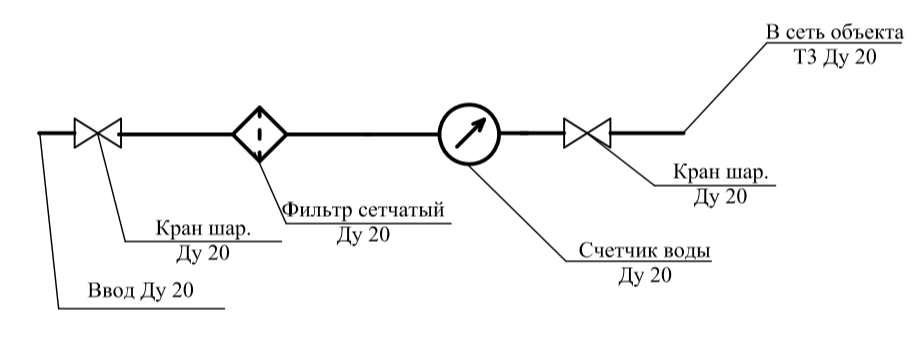 В сеть объекта
Т3 Ду 20
Кран шар.
Ду 20
Фильтр сетчатый
Ду 20
Кран шар.
Ду 20
Счетчик воды
Ду 20
Ввод Ду 20